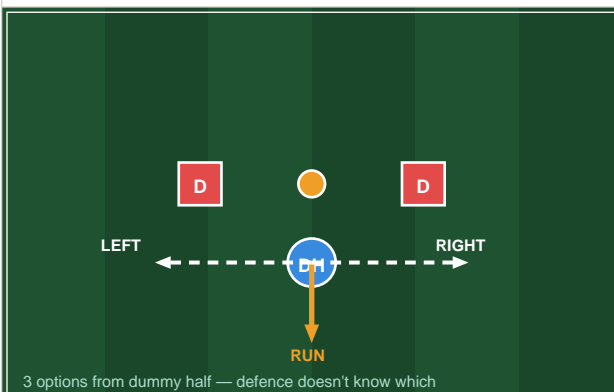 D
D
LEFT
RIGHT
DH
RUN
3 options from dummy half — defence doesn't know which